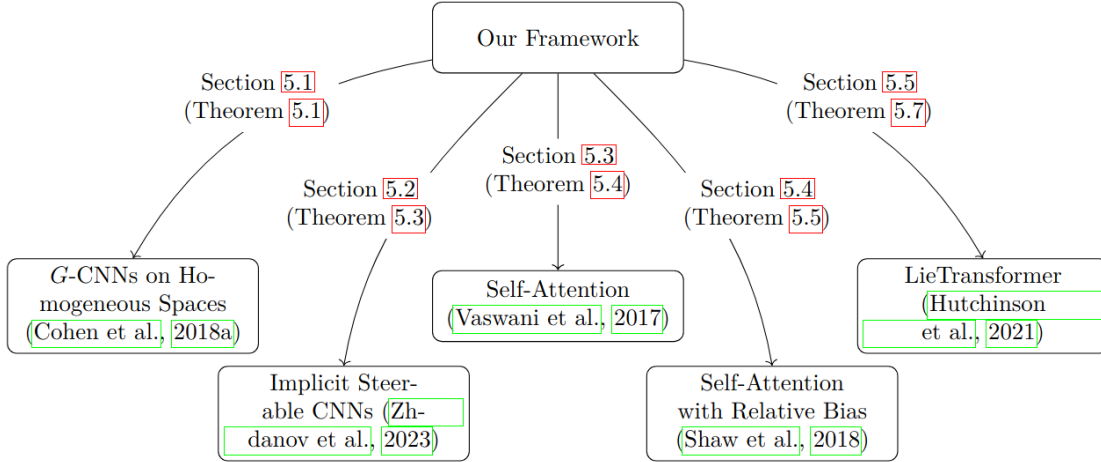 Our Framework
Section 5.1
(Theorem 5.1)
Section 5.5
(Theorem 5.7)
Section 5.3
(Theorem 5.4)
Section 5.2
(Theorem 5.3)
Section 5.4
(Theorem 5.5)
G-CNNs on Ho-
mogeneous Spaces
(Cohen et al., 2018a)
Self-Attention
(Vaswani et al., 2017)
LieTransformer
(Hutchinson
et al., 2021)
Implicit Steer-
able CNNs (Zh-
danov et al., 2023)
Self-Attention
with Relative Bias
(Shaw et al., 2018)